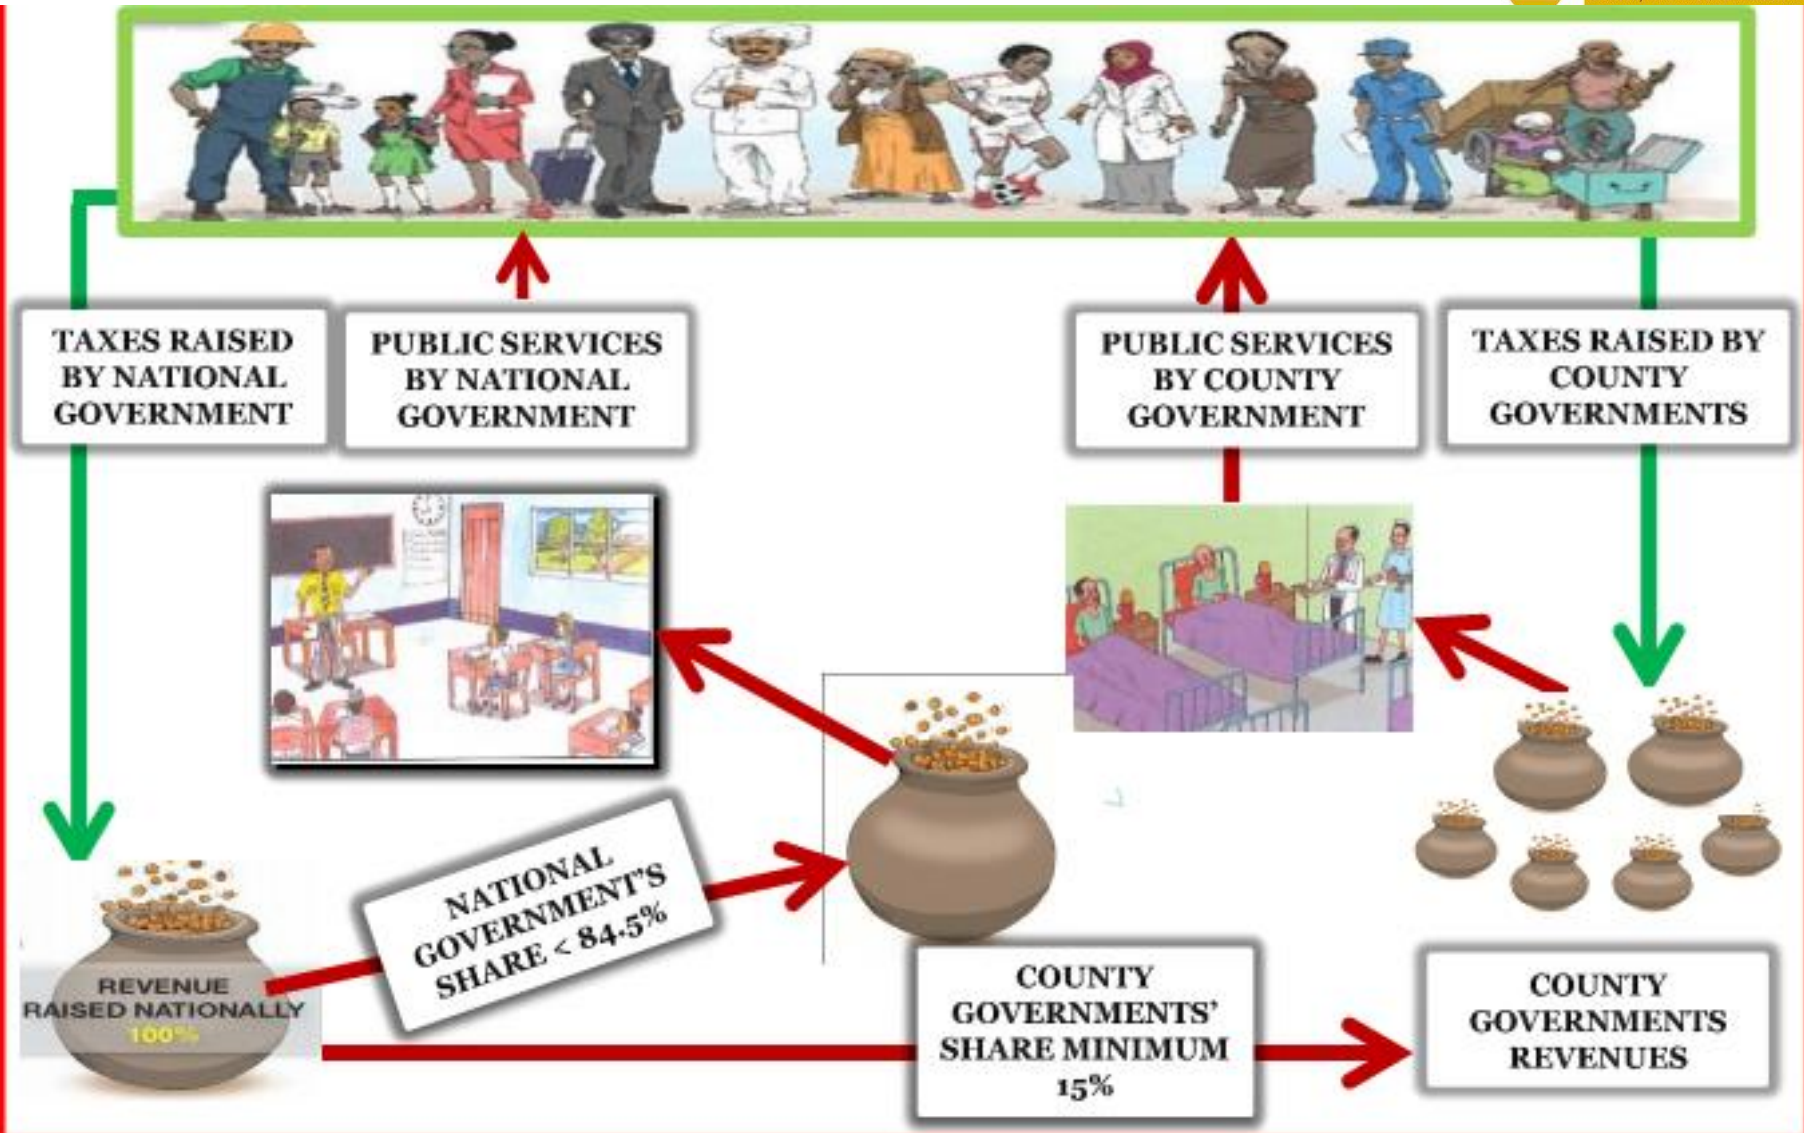 TAXES RAISED
BY NATIONAL
GOVERNMENT
PUBLIC SERVICES
BY NATIONAL
GOVERNMENT
PUBLIC SERVICES
BY COUNTY
GOVERNMENT
TAXES RAISED BY
COUNTY
GOVERNMENTS
NATIONAL
GOVERNMENT'S
SHARE < 84.5%
REVENUE
RAISED NATIONALLY
100%
COUNTY
GOVERNMENTS'
SHARE MINIMUM
15%
COUNTY
GOVERNMENTS
REVENUES